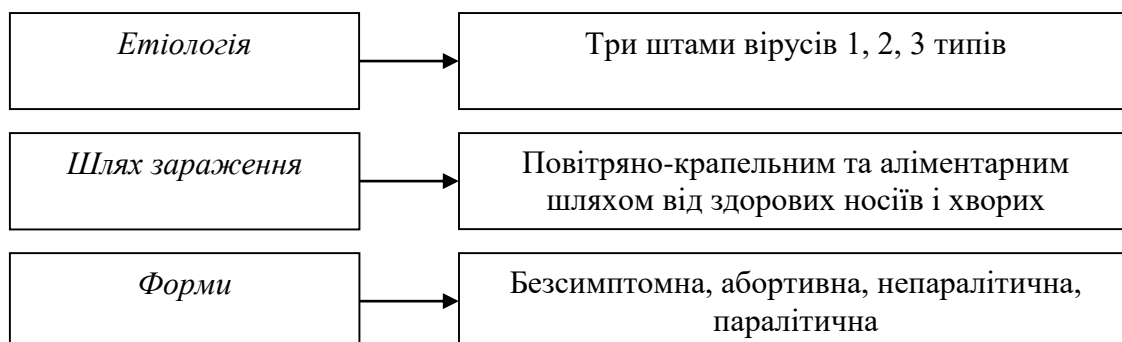 Етіологія
Три штами вірусів 1, 2, 3 типів
Шлях зараження
Повітряно-крапельним та аліментарним
шляхом від здорових носіїв і хворих
Форми
Безсимптомна, абортивна, непаралітична,
паралітична